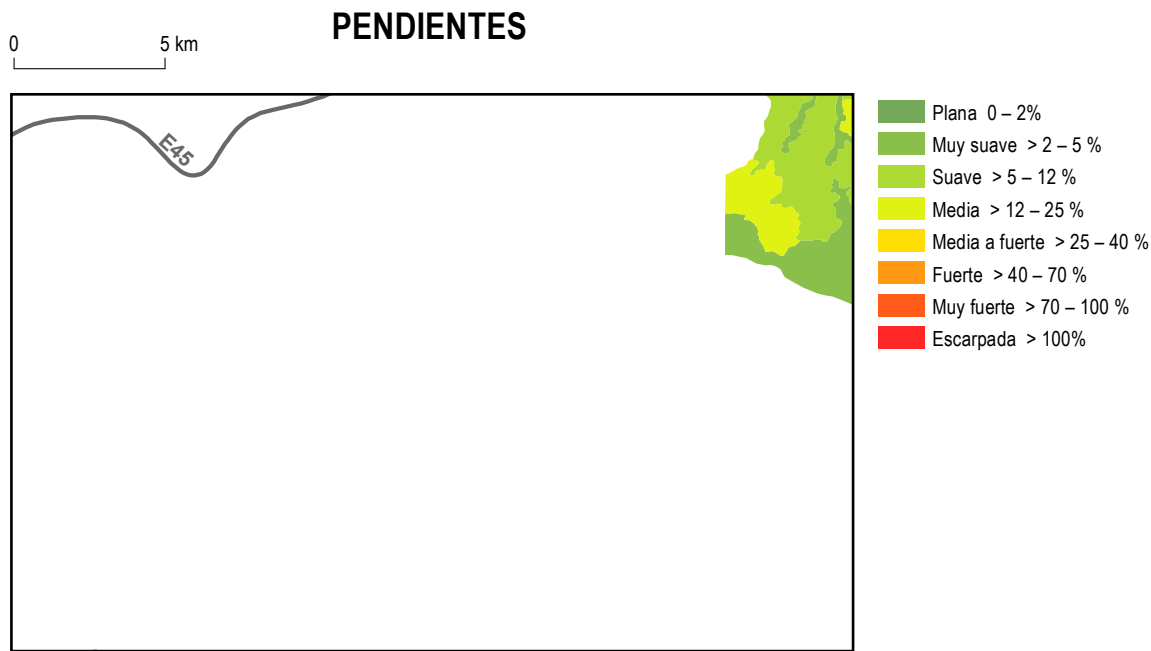 PENDIENTES
0 5 km
E45
Plana 0 – 2%
Muy suave > 2 – 5 %
Suave > 5 – 12 %
Media > 12 – 25 %
Media a fuerte > 25 – 40 %
Fuerte > 40 – 70 %
Muy fuerte > 70 – 100 %
Escarpada > 100%